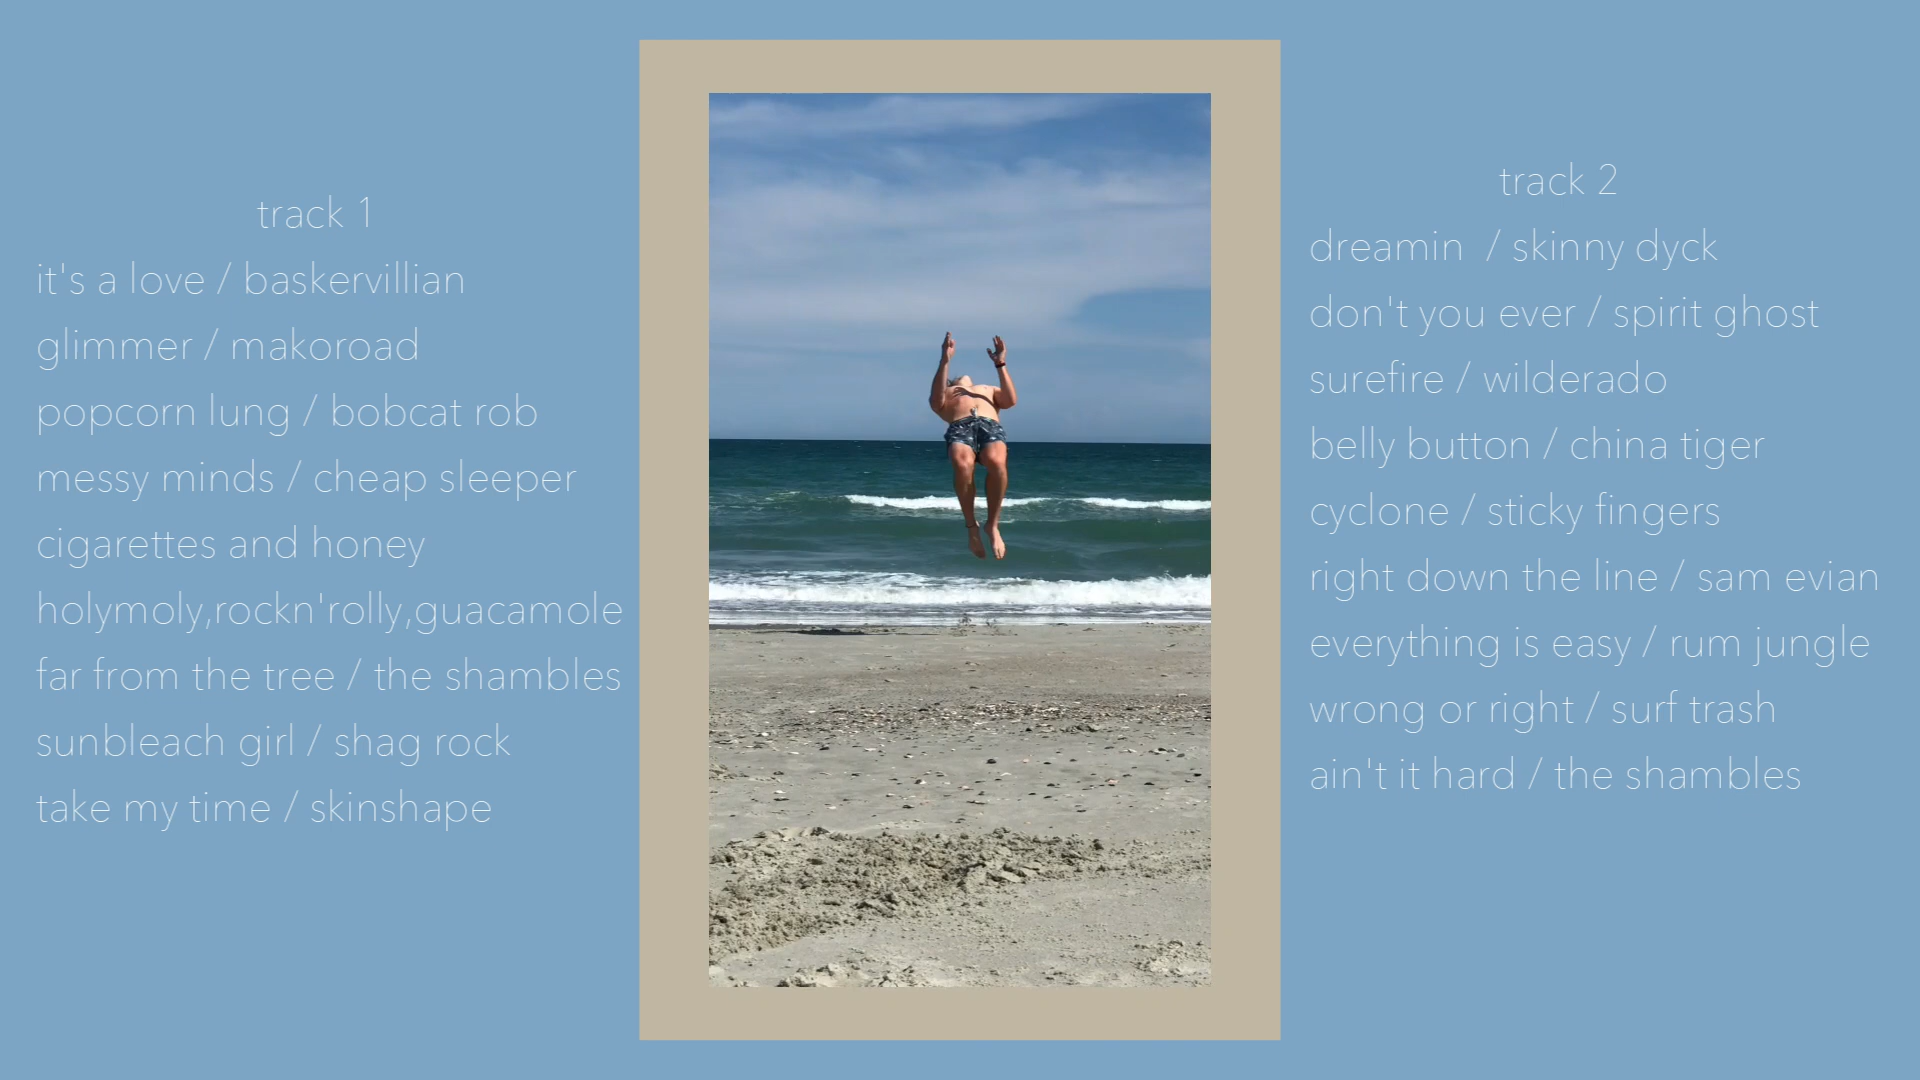 track 1
it's a love / baskervillian
glimmer / makoroad
popcorn lung / bobcat rob
messy minds / cheap sleeper
cigarettes and honey
holymoly,rockn'rolly,guacamole
far from the tree / the shambles
sunbleach girl / shag rock
take my time / skinshape
track 2
dreamin  / skinny dyck
don't you ever / spirit ghost
surefire / wilderado
belly button / china tiger
cyclone / sticky fingers
right down the line / sam evian
everything is easy / rum jungle
wrong or right / surf trash
ain't it hard / the shambles